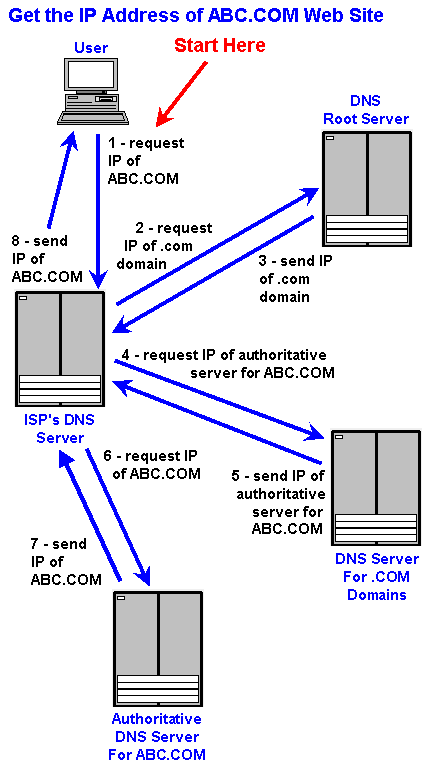 Get the IP Address of ABC.COM Web Site
User
Start Here
1 - request
IP of
ABC.COM
DNS
Root Server
2 - request
IP of .com
domain
3 - send IP
of .com
domain
8 - send
IP of
ABC.COM
ISP's DNS
Server
4 - request IP of authoritative
server for ABC.COM
5 - send IP of
authoritative
server for
ABC.COM
DNS Server
For .COM
Domains
6 - request IP
of ABC.COM
7 - send
IP of
ABC.COM
Authoritative
DNS Server
For ABC.COM